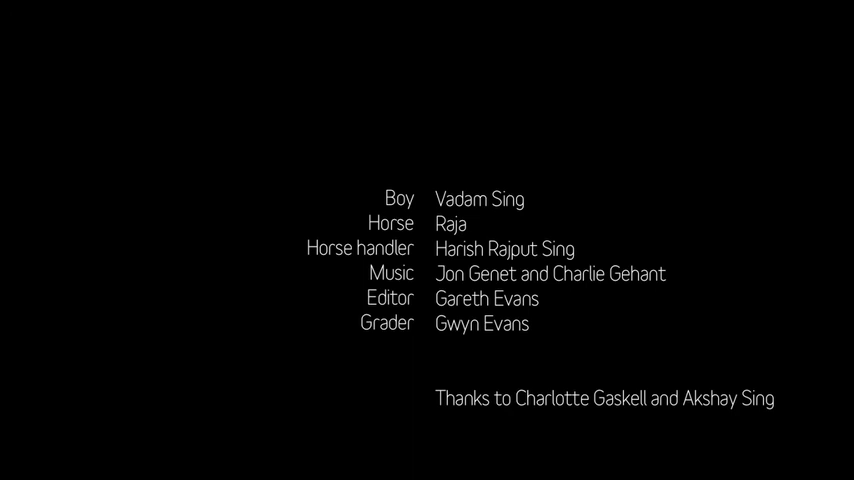 Boy Vadam Sing
Horse Raja
Horse handler Harish Rajput Sing
Music Jon Genet and Charlie Gehant
Editor Gareth Evans
Grader Gwyn Evans
Thanks to Charlotte Gaskell and Akshay Sing